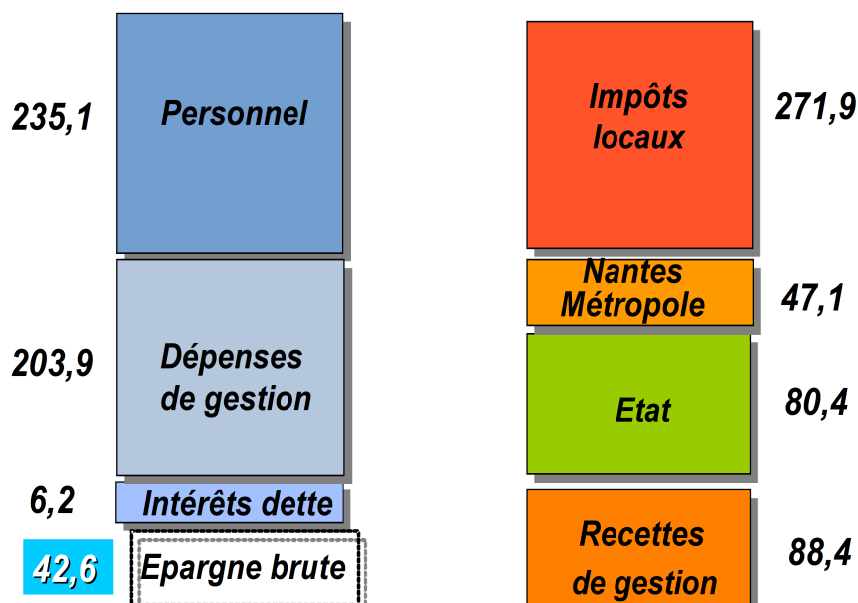 235,1
Personnel
203,9
Dépenses
de gestion
6,2
Intérêts dette
42,6
Epargne brute
Impôts
locaux
271,9
Nantes
Métropole
47,1
Etat
80,4
Recettes
de gestion
88,4